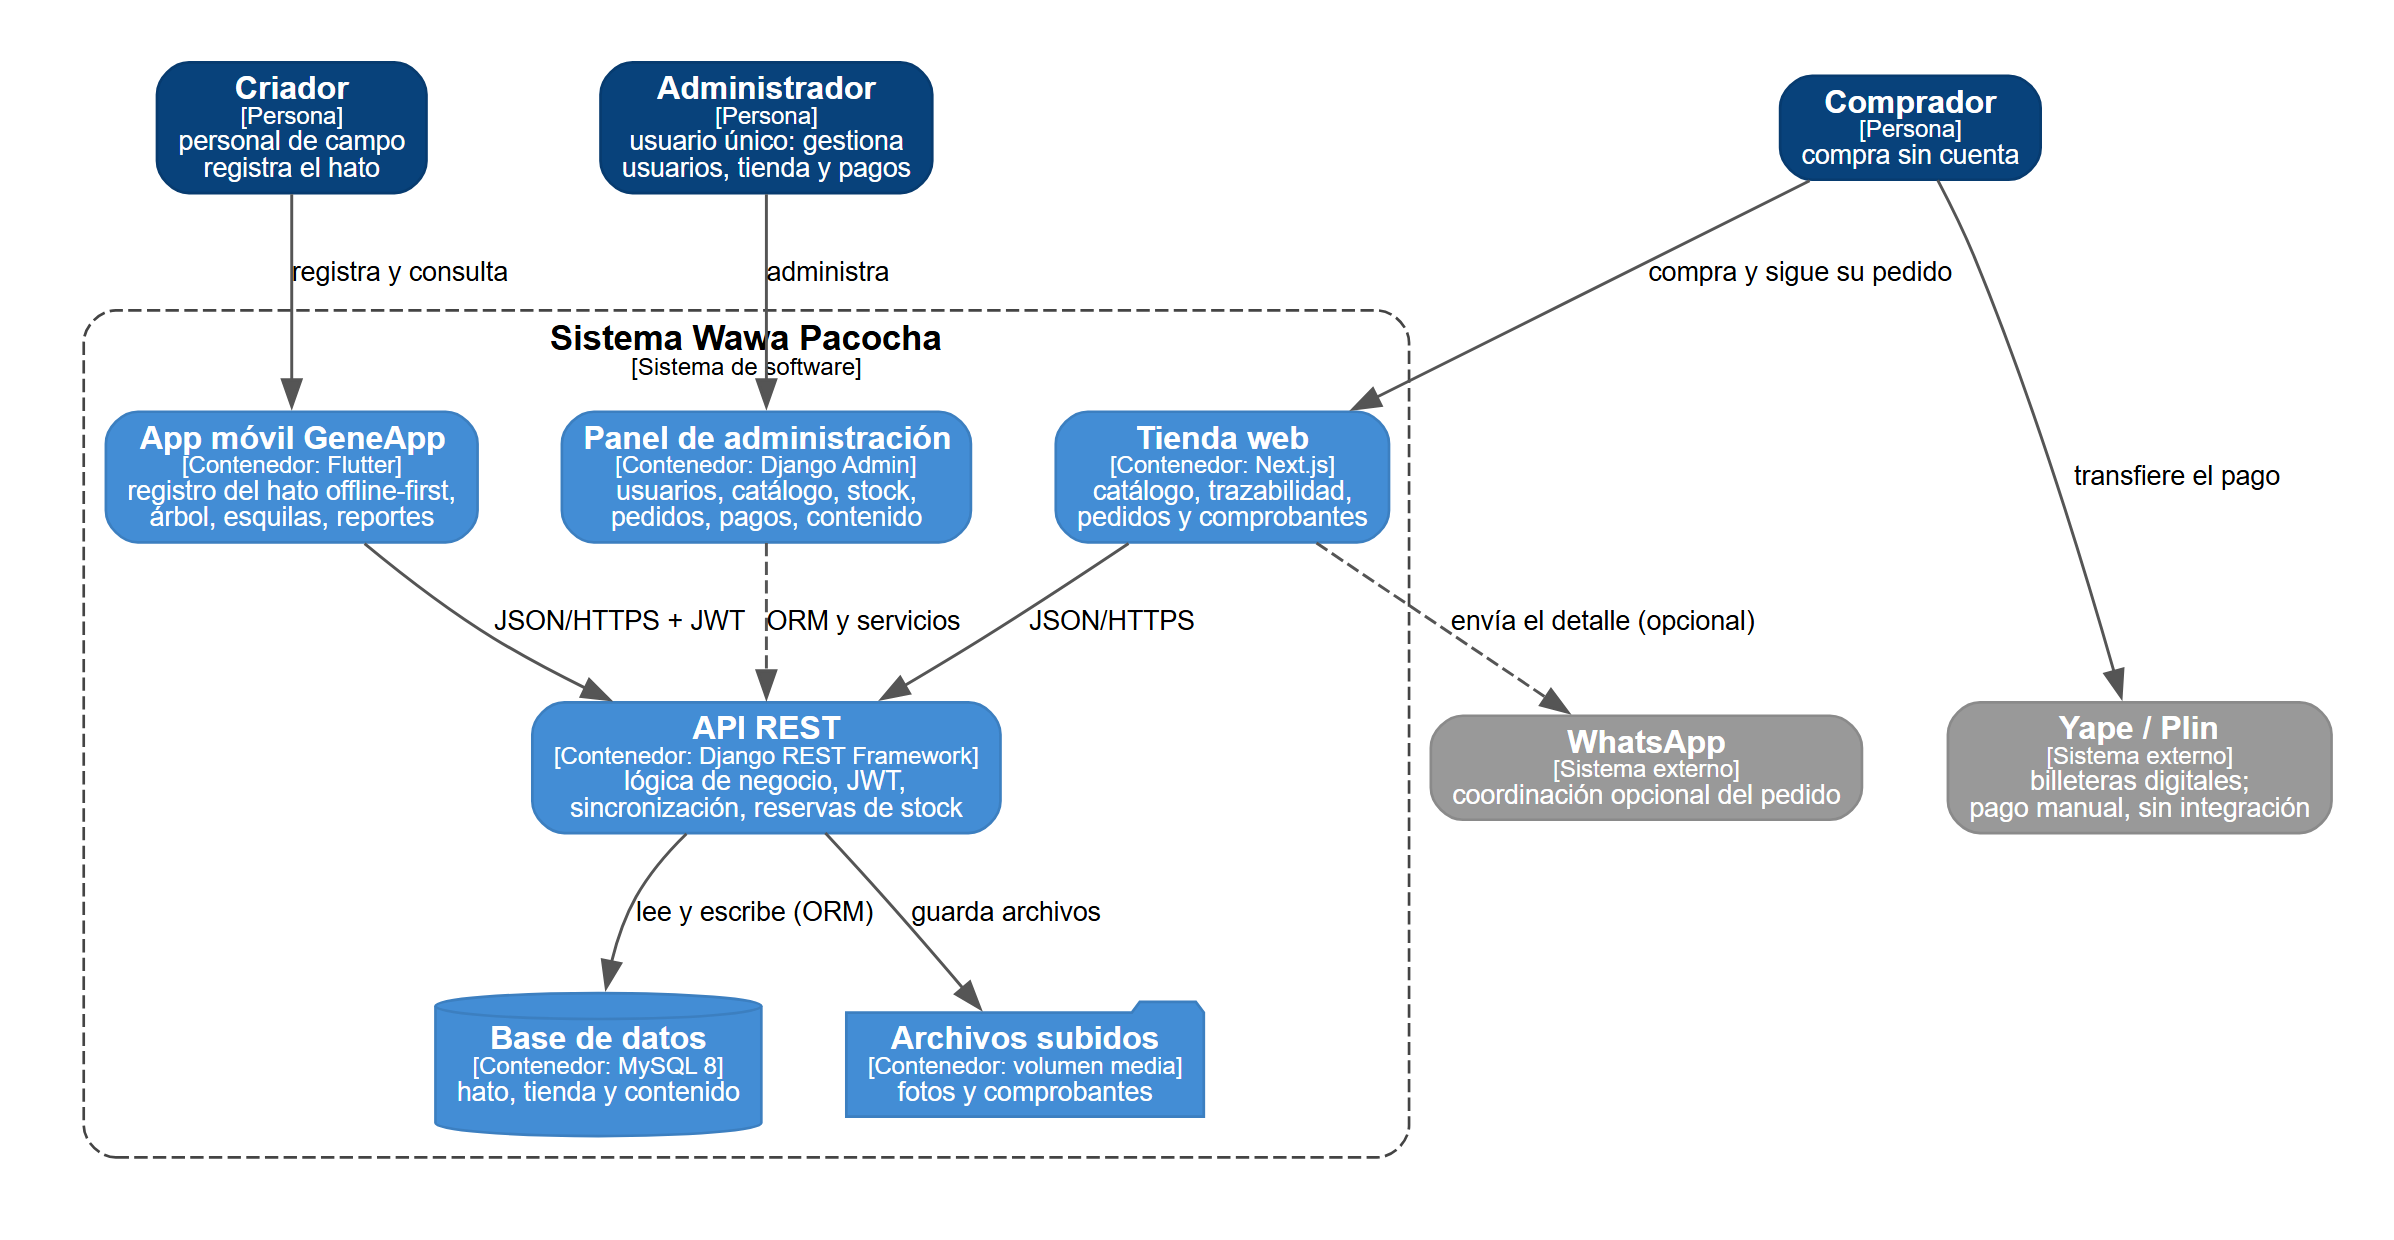 Criador
[Persona]
personal de campo
registra el hato
Administrador
[Persona]
usuario único: gestiona
usuarios, tienda y pagos
Comprador
[Persona]
compra sin cuenta
registra y consulta
administra
compra y sigue su pedido
Sistema Wawa Pacocha
[Sistema de software]
App móvil GeneApp
[Contenedor: Flutter]
registro del hato offline-first,
árbol, esquilas, reportes
Panel de administración
[Contenedor: Django Admin]
usuarios, catálogo, stock,
pedidos, pagos, contenido
Tienda web
[Contenedor: Next.js]
catálogo, trazabilidad,
pedidos y comprobantes
transfiere el pago
JSON/HTTPS + JWT
ORM y servicios
JSON/HTTPS
envía el detalle (opcional)
API REST
[Contenedor: Django REST Framework]
lógica de negocio, JWT,
sincronización, reservas de stock
WhatsApp
[Sistema externo]
coordinación opcional del pedido
Yape / Plin
[Sistema externo]
billeteras digitales;
pago manual, sin integración
lee y escribe (ORM)
guarda archivos
Base de datos
[Contenedor: MySQL 8]
hato, tienda y contenido
Archivos subidos
[Contenedor: volumen media]
fotos y comprobantes